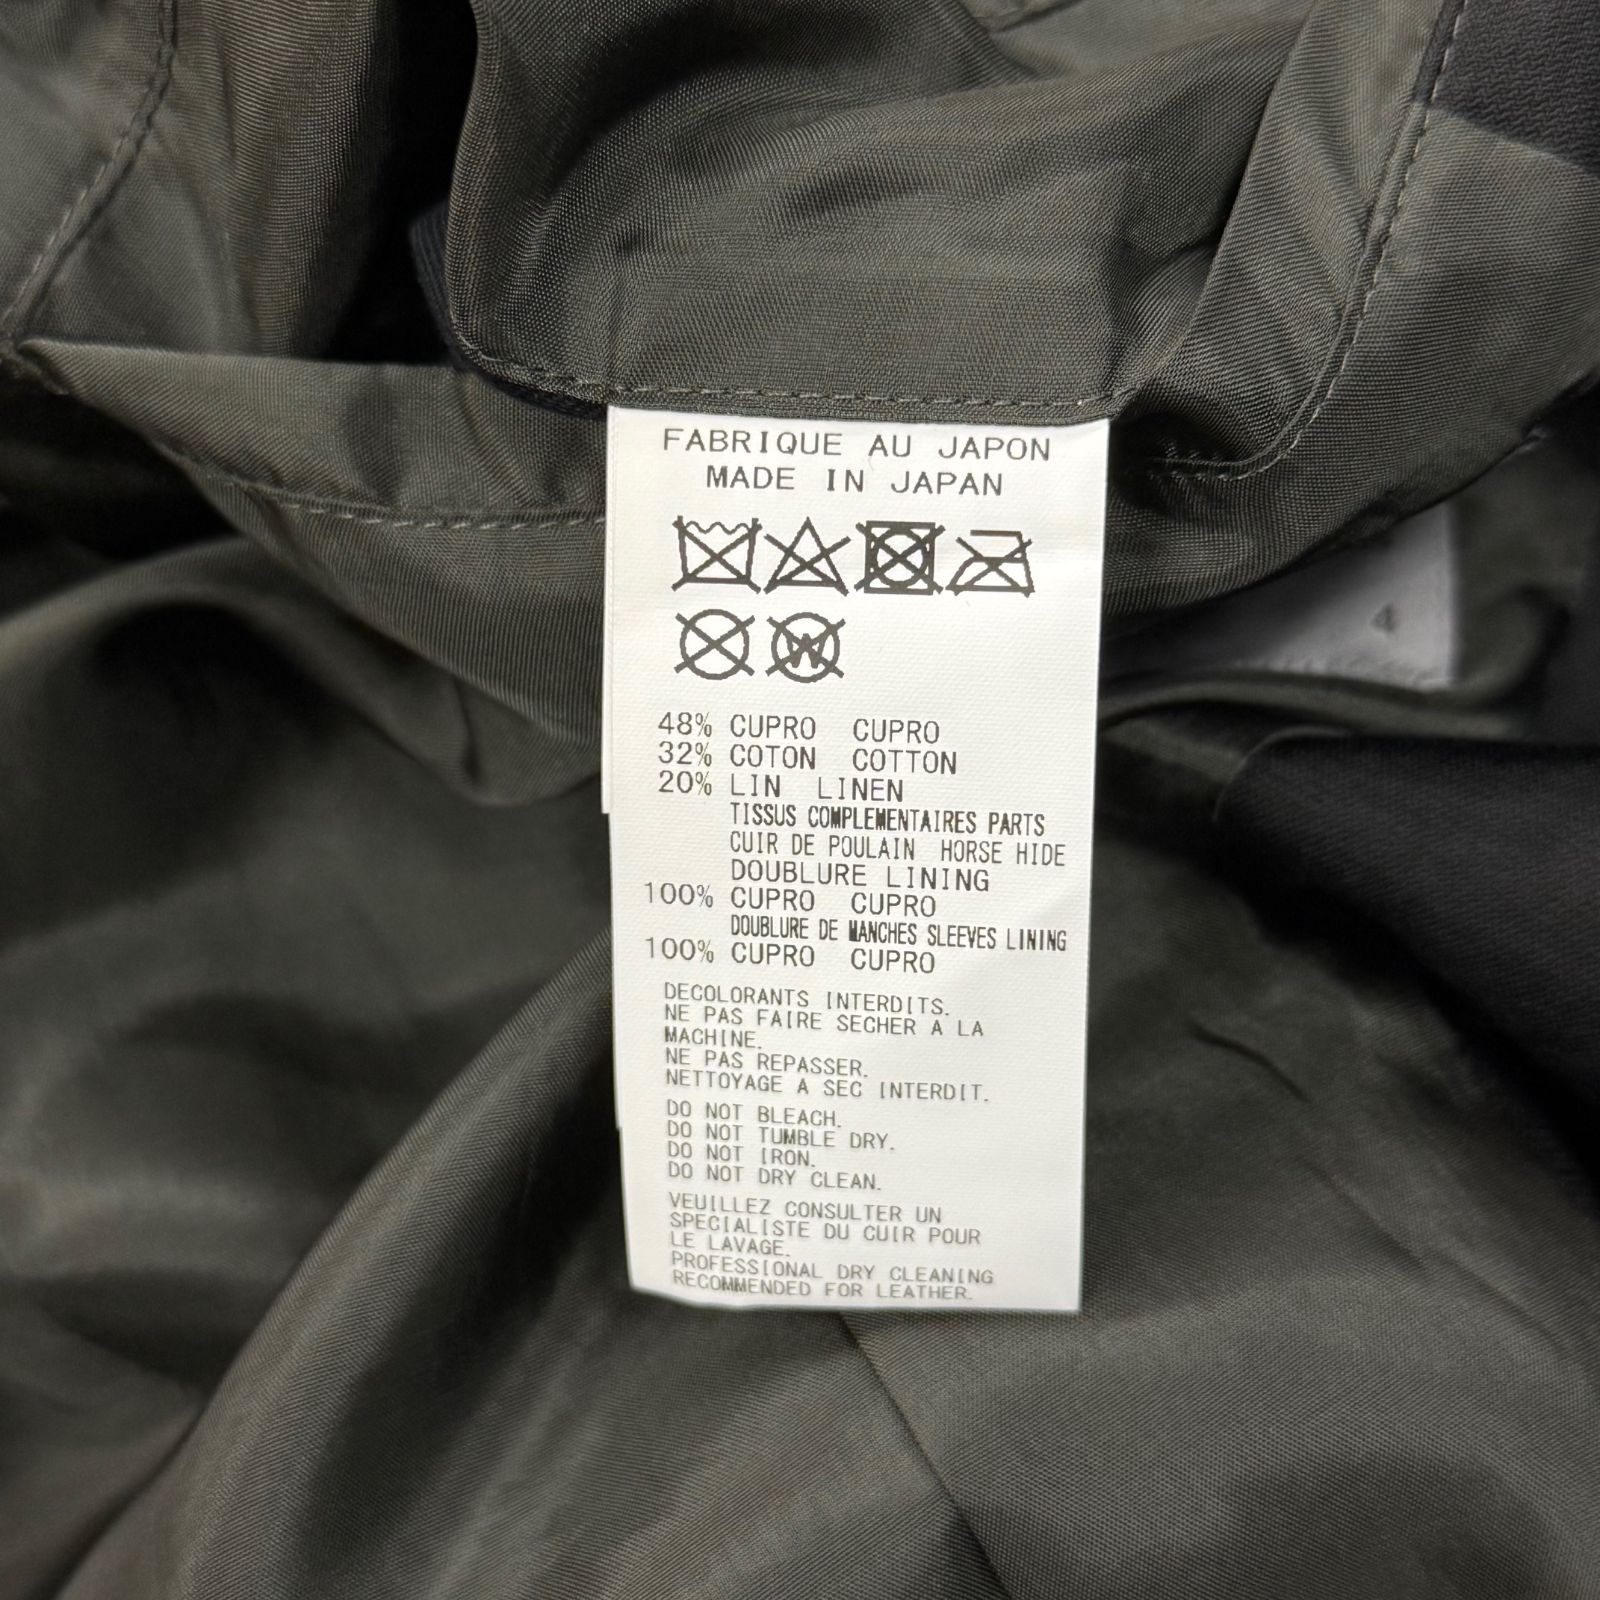 FABRIQUE AU JAPON
MADE IN JAPAN
W
48% CUPRO CUPRO
32% COTON COTTON
20% LIN LINEN
TISSUS COMPLEMENTAIRES PARTS
CUIR DE POULAIN HORSE HIDE
DOUBLURE LINING
100% CUPRO CUPRO
DOUBLURE DE MANCHES SLEEVES LINING
100% CUPRO CUPRO
DECOLORANTS INTERDITS.
NE PAS FAIRE SECHER A LA
MACHINE.
NE PAS REPASSER.
NETTOYAGE A SEC INTERDIT.
DO NOT BLEACH.
DO NOT TUMBLE DRY.
DO NOT IRON.
DO NOT DRY CLEAN.
VEUILLEZ CONSULTER UN
SPECIALISTE DU CUIR POUR
LE LAVAGE.
PROFESSIONAL DRY CLEANING
RECOMMENDED FOR LEATHER.
4